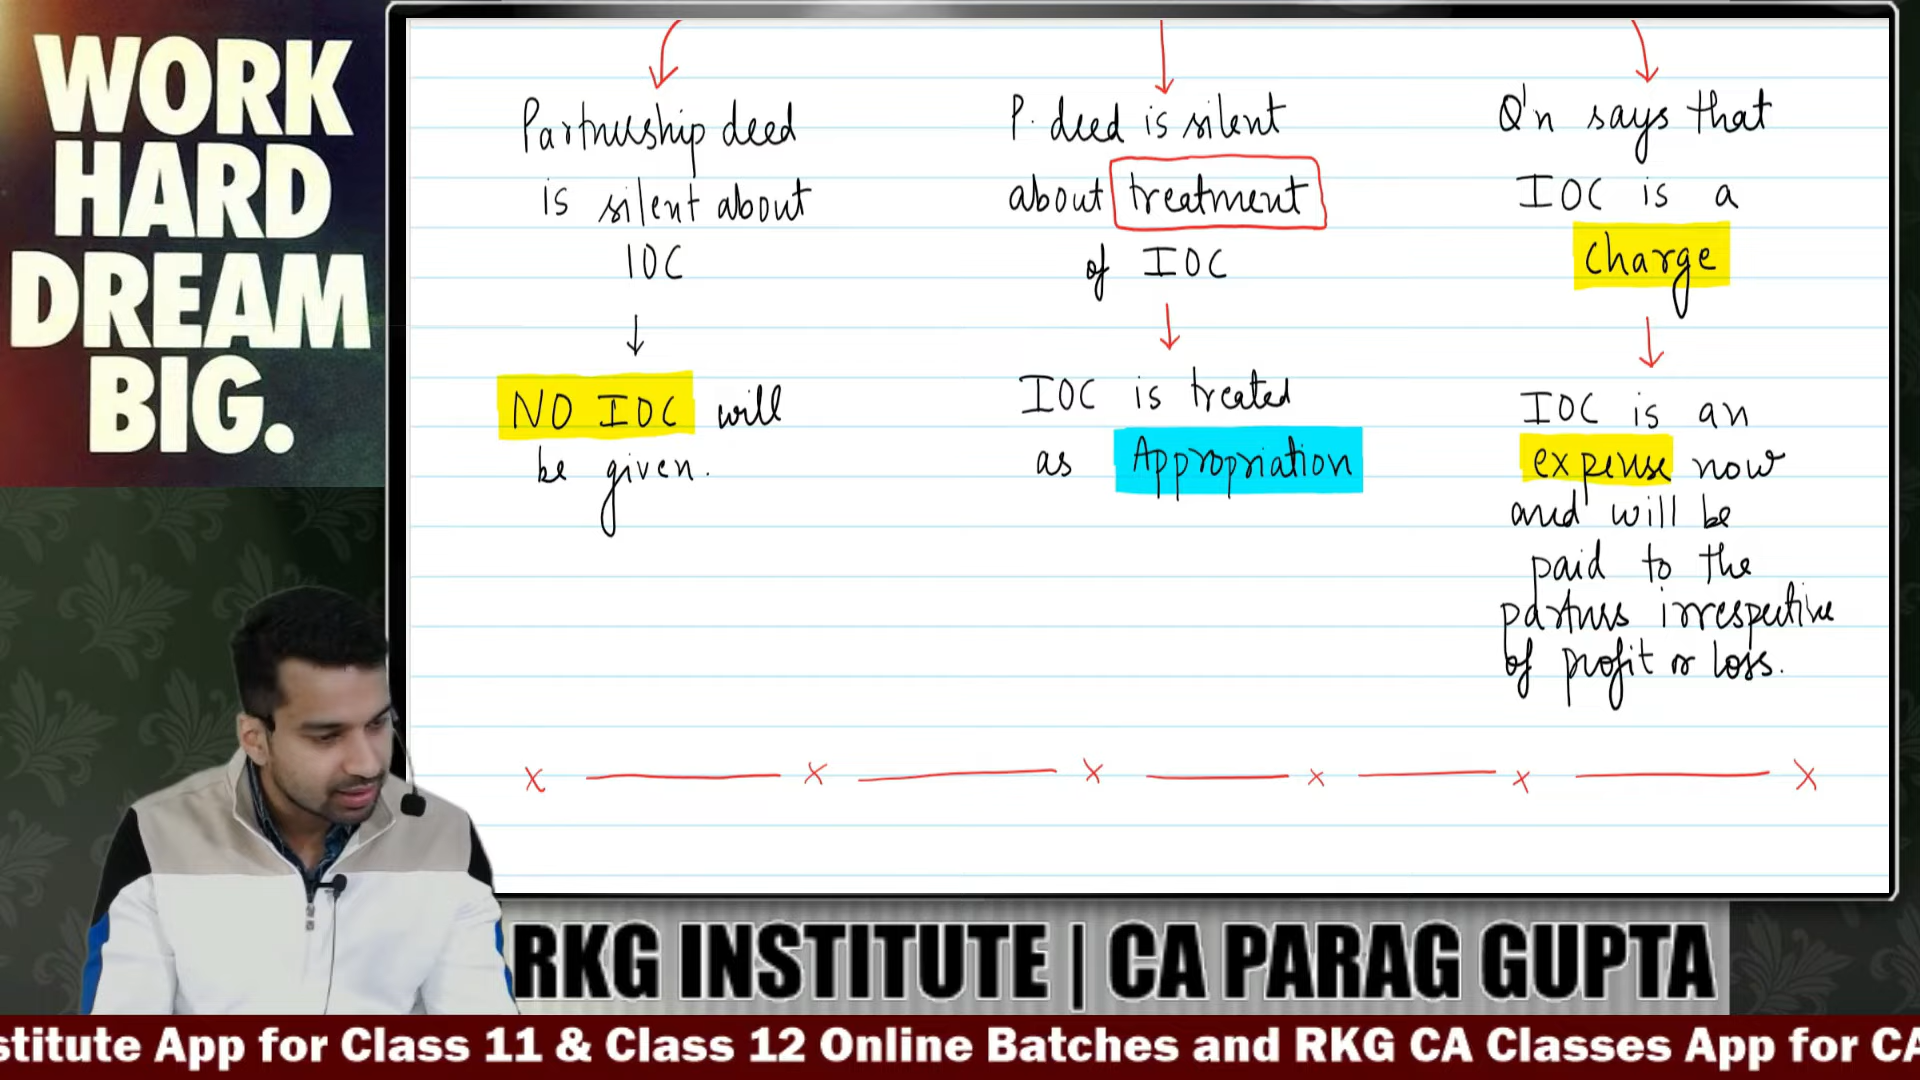 WORK
HARD
DREAM
BIG.
Partnership deed
is silent about
IOC
NO IOC will
be given.
P. deed is silent
about treatment
of IOC
IOC is treated
as Appropriation
Q'n says that
IOC is a
charge
IOC is an
expense now
and will be
paid to the
partners irrespective
of profit or loss.
x x x x x x
RKG INSTITUTE | CA PARAG GUPTA
stitute App for Class 11 & Class 12 Online Batches and RKG CA Classes App for CA